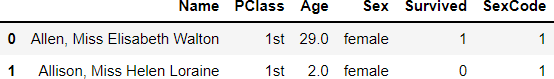 Name PClass Age Sex Survived SexCode
0 Allen, Miss Elisabeth Walton 1st 29.0 female 1 1
1 Allison, Miss Helen Loraine 1st 2.0 female 0 1